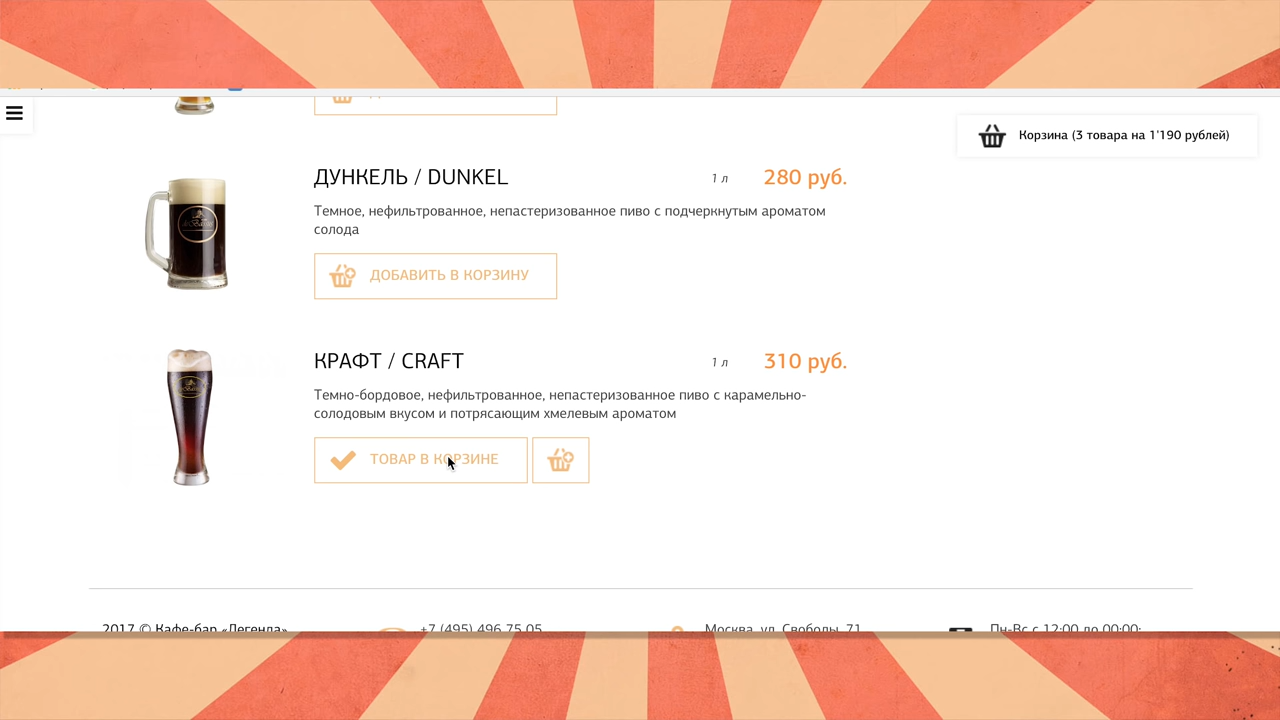 Корзина (3 товара на 1'190 рублей)
ДУНКЕЛЬ / DUNKEL
1 л
280 руб.
Темное, нефильтрованное, непастеризованное пиво с подчеркнутым ароматом
солода
ДОБАВИТЬ В КОРЗИНУ
КРАФТ / CRAFT
1 л
310 руб.
Темно-бордовое, нефильтрованное, непастеризованное пиво с карамельно-
солодовым вкусом и потрясающим хмелевым ароматом
ТОВАР В КОРЗИНЕ
2017 © Кафе-бар «Легенда»
+7 (495) 496 75 05
Москва, ул. Свободы, 71
Пн-Вс с 12:00 до 00:00;